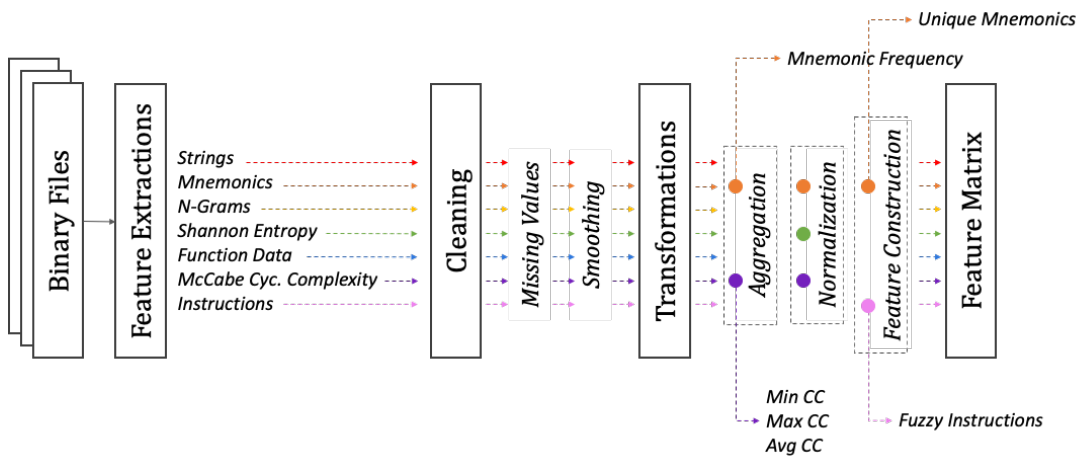 Unique Mnemonics
Mnemonic Frequency
Binary Files
Feature Extractions
Strings
Mnemonics
N-Grams
Shannon Entropy
Function Data
McCabe Cyc. Complexity
Instructions
Cleaning
Missing Values
Smoothing
Transformations
Aggregation
Normalization
Feature Construction
Feature Matrix
Min CC
Max CC
Avg CC
Fuzzy Instructions